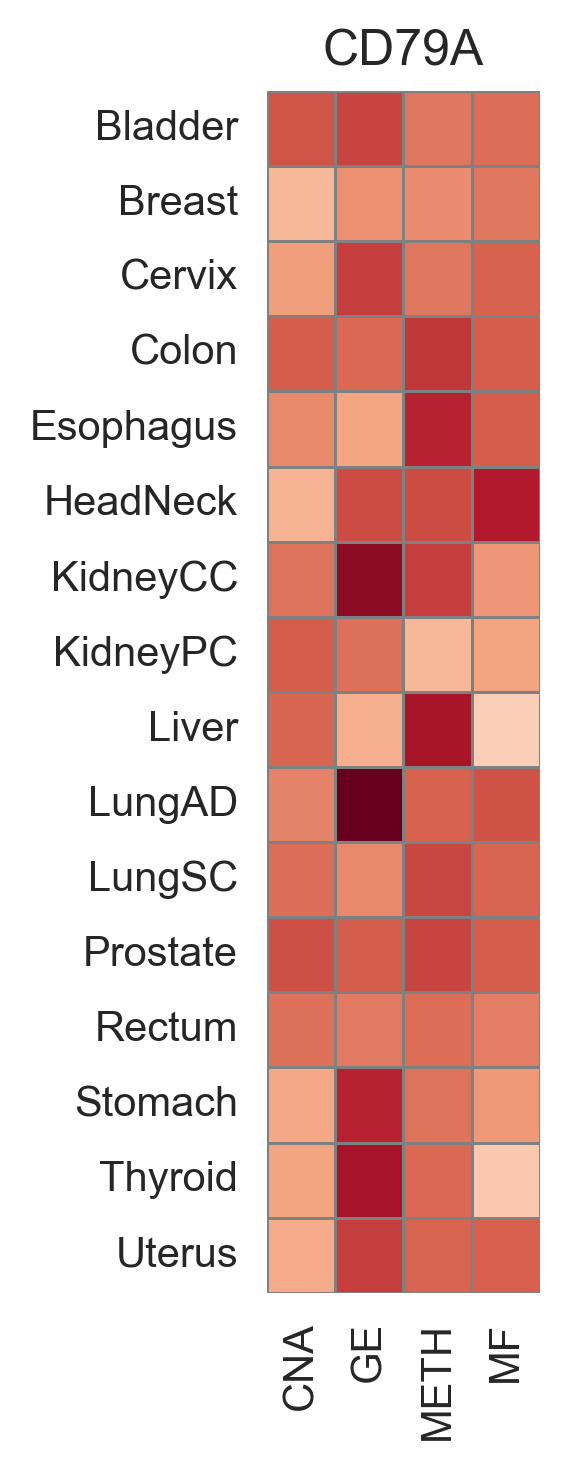 CD79A
Bladder
Breast
Cervix
Colon
Esophagus
HeadNeck
KidneyCC
KidneyPC
Liver
LungAD
LungSC
Prostate
Rectum
Stomach
Thyroid
Uterus
CNA
GE
METH
MF